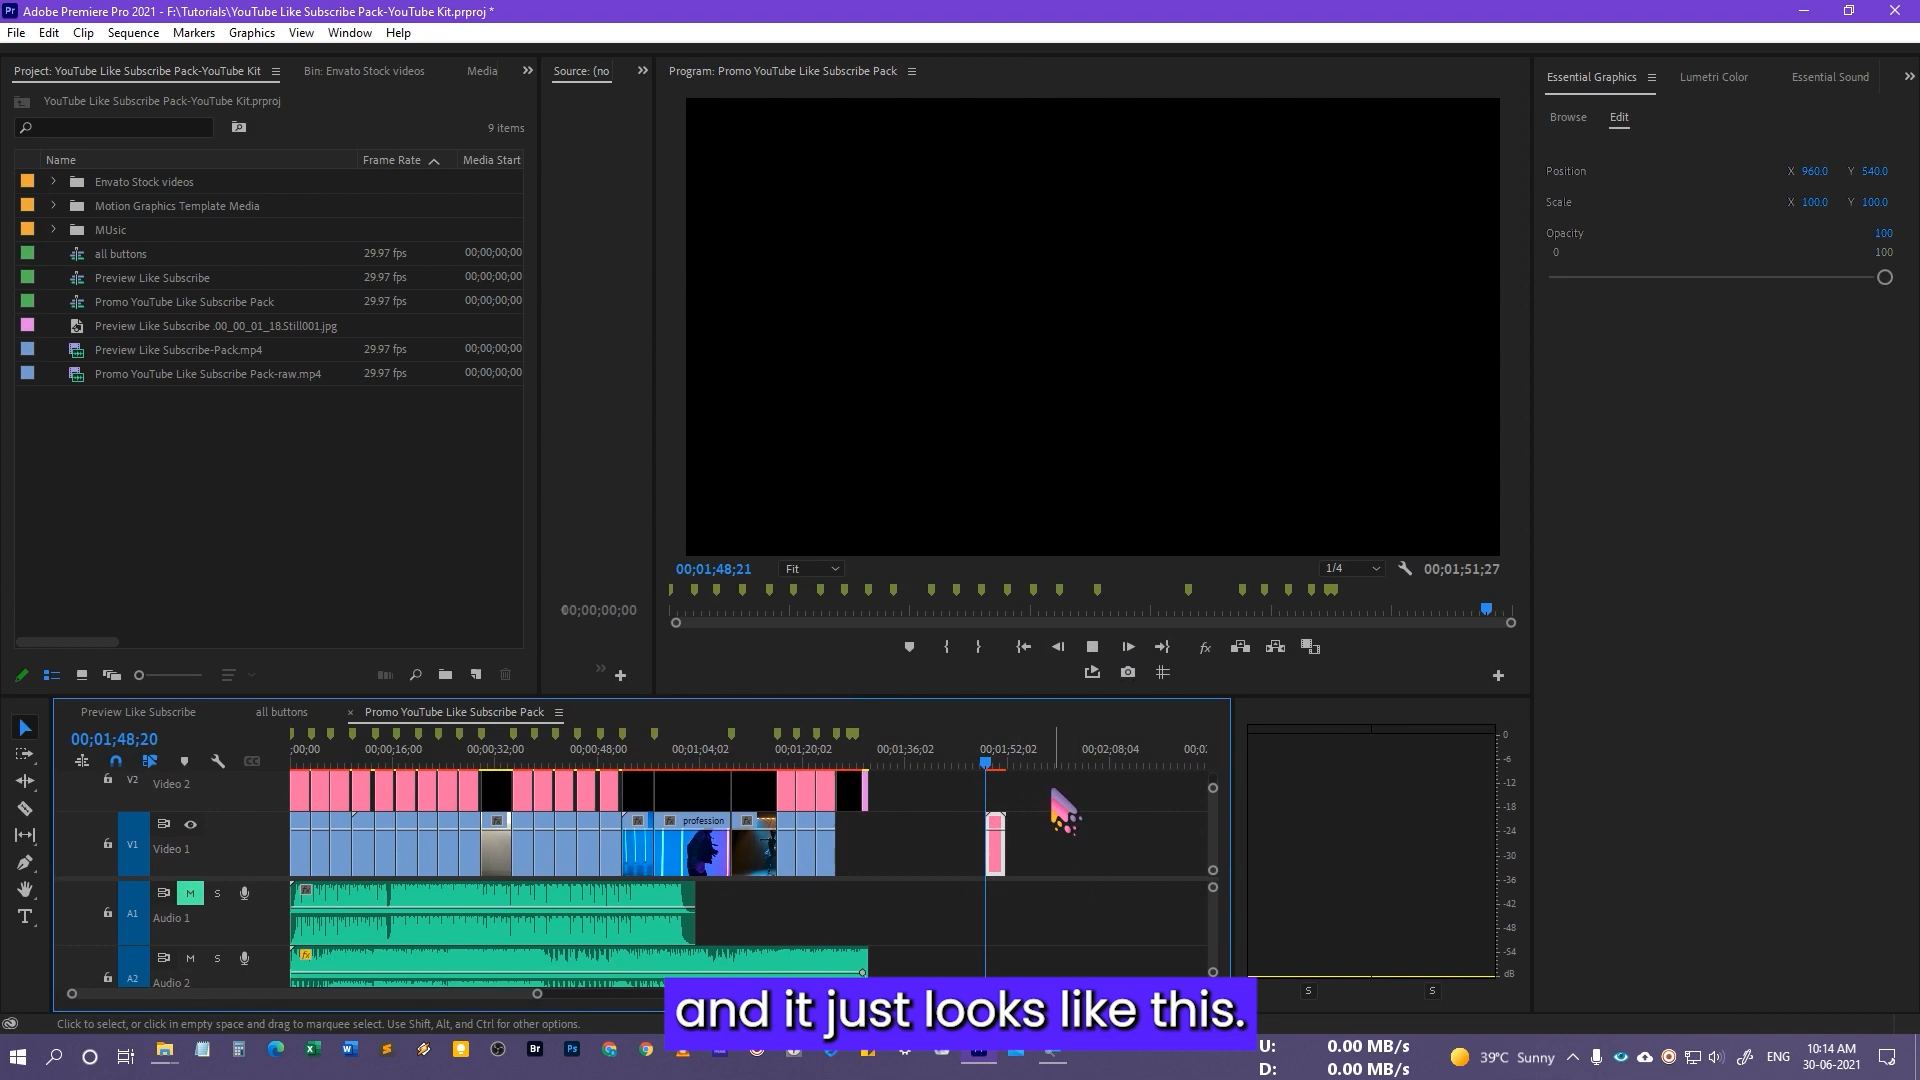 Adobe Premiere Pro 2021 - F:\Tutorials\YouTube Like Subscribe Pack-YouTube Kit.prproj *
File Edit Clip Sequence Markers Graphics View Window Help
Project: YouTube Like Subscribe Pack-YouTube Kit
Bin: Envato Stock videos
Media
Source: (no
Program: Promo YouTube Like Subscribe Pack
Essential Graphics
Lumetri Color
Essential Sound
YouTube Like Subscribe Pack-YouTube Kit.prproj
9 items
Browse Edit
Name Frame Rate Media Start
Envato Stock videos
Motion Graphics Template Media
MUsic
all buttons 29.97 fps 00;00;00;00
Preview Like Subscribe 29.97 fps 00;00;00;00
Promo YouTube Like Subscribe Pack 29.97 fps 00;00;00;00
Preview Like Subscribe .00_00_01_18.Still001.jpg
Preview Like Subscribe-Pack.mp4 29.97 fps 00;00;00;00
Promo YouTube Like Subscribe Pack-raw.mp4 29.97 fps 00;00;00;00
Position X 960.0 Y 540.0
Scale X 100.0 Y 100.0
Opacity 100
0 100
00;01;48;21 Fit 1/4 00;01;51;27
00;00;00;00
Preview Like Subscribe
all buttons
Promo YouTube Like Subscribe Pack
00;01;48;20
;00;00 00;00;16;00 00;00;32;00 00;00;48;00 00;01;04;02 00;01;20;02 00;01;36;02 00;01;52;02 00;02;08;04 00;02;
V2 Video 2
V1 Video 1
fx profession
A1 M S
Audio 1
A2 M S
Audio 2
0
-6
-12
-18
-24
-30
-36
-42
-48
-54
dB
S S
and it just looks like this.
Click to select, or click in empty space and drag to marquee select. Use Shift, Alt, and Ctrl for other options.
U: 0.00 MB/s
D: 0.00 MB/s
39°C Sunny
ENG
10:14 AM
30-06-2021